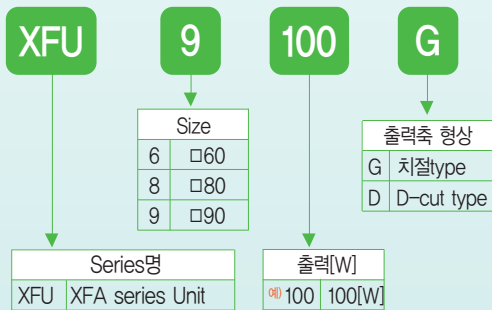 XFU 9 100 G
Size
6 □60
8 □80
9 □90
출력축 형상
G 치절type
D D-cut type
Series명
XFU XFA series Unit
출력[W]
예) 100 100[W]